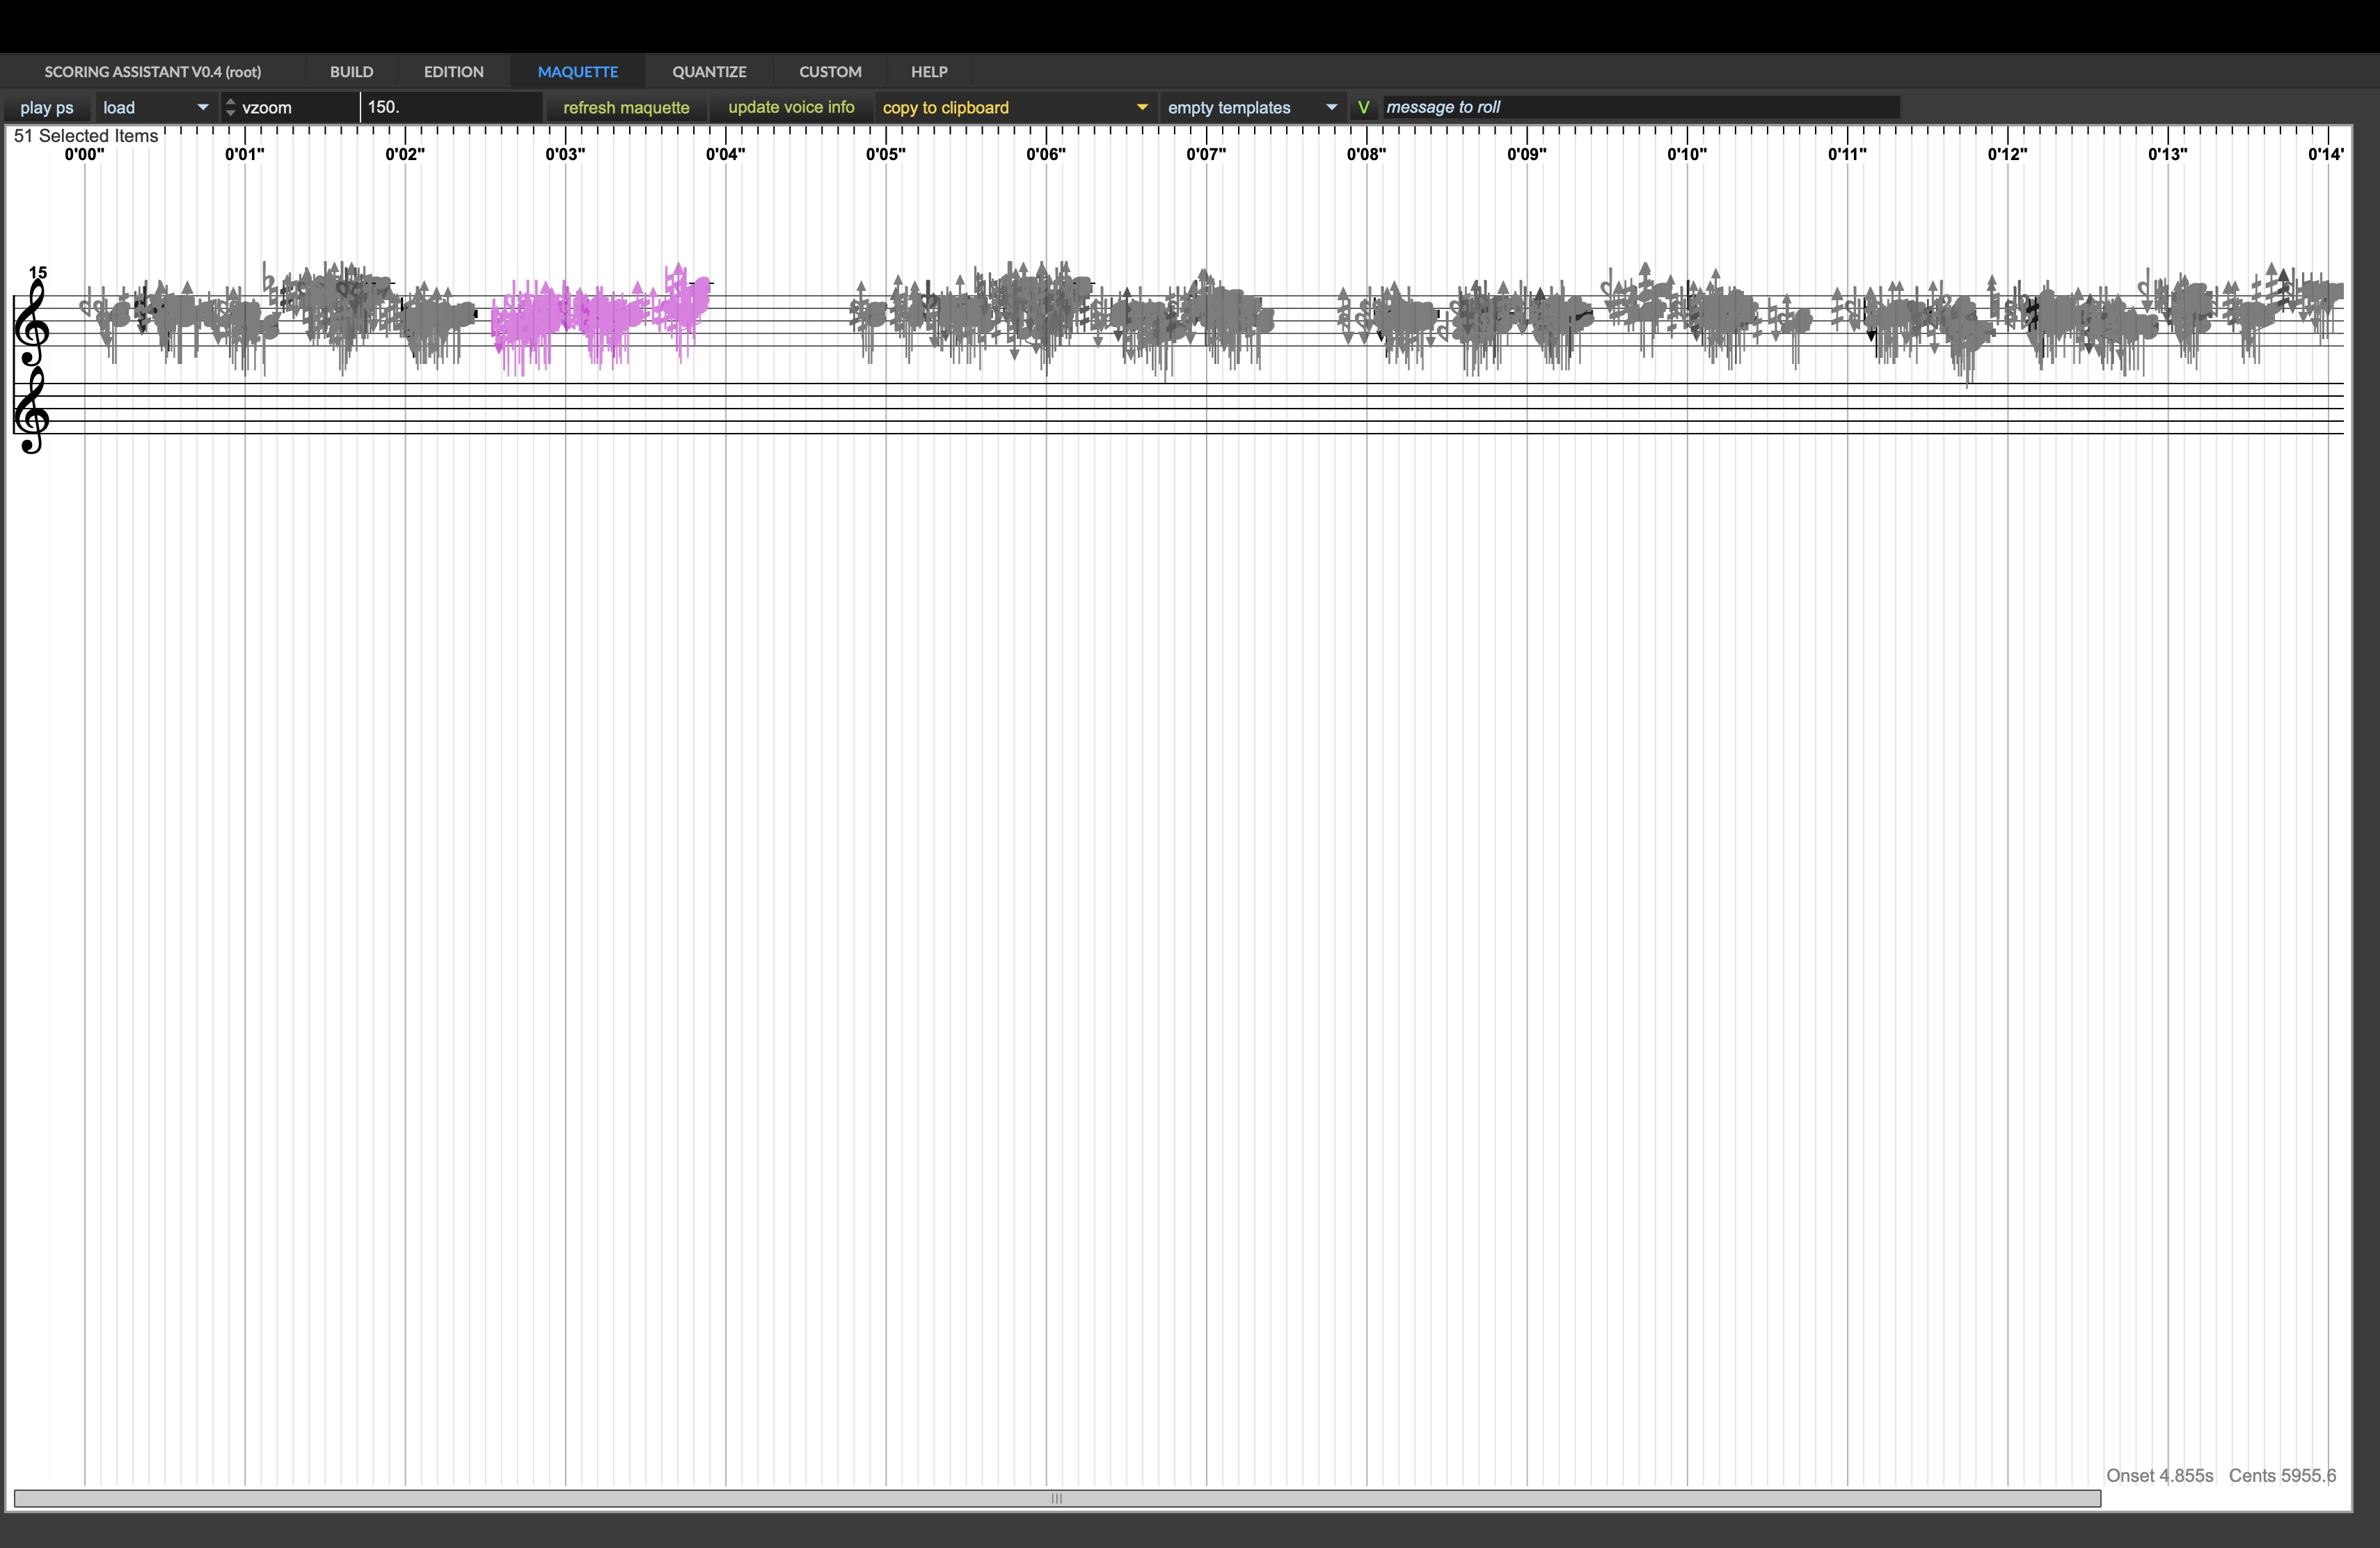 SCORING ASSISTANT V0.4 (root) BUILD EDITION MAQUETTE QUANTIZE CUSTOM HELP
play ps load vzoom 150. refresh maquette update voice info copy to clipboard empty templates V message to roll
51 Selected Items
0'00" 0'01" 0'02" 0'03" 0'04" 0'05" 0'06" 0'07" 0'08" 0'09" 0'10" 0'11" 0'12" 0'13" 0'14'
15
Onset 4.855s Cents 5955.6